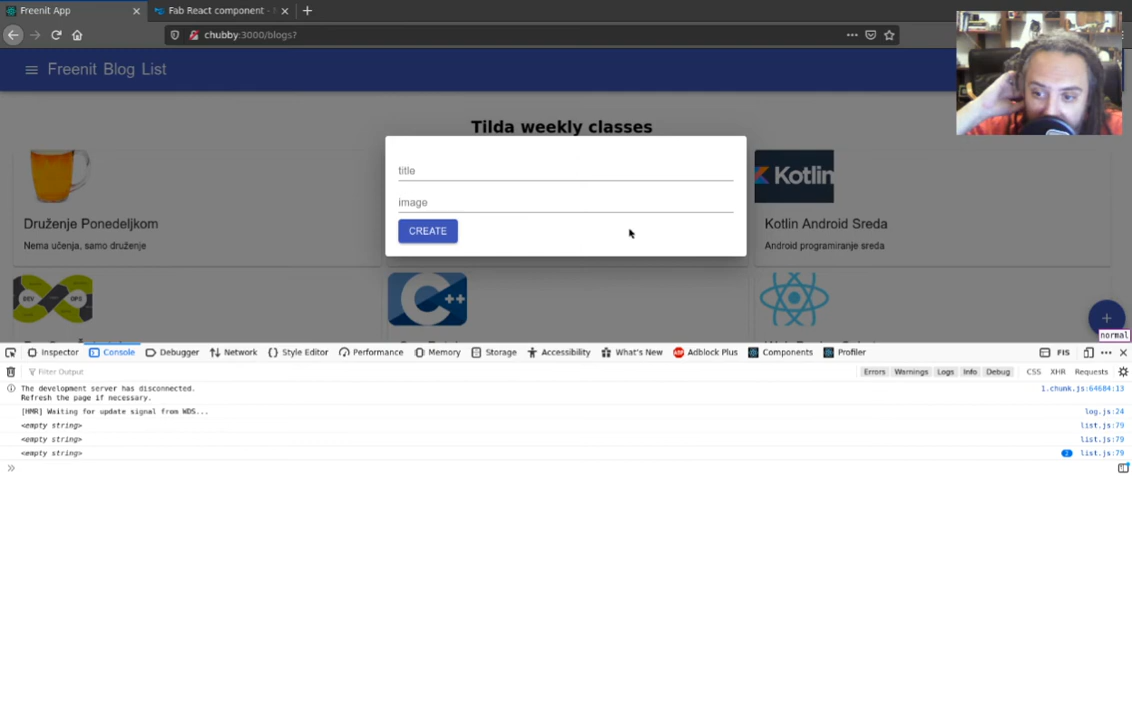 Freenit App
Fab React component -
chubby:3000/blogs?
Freenit Blog List
Tilda weekly classes
title
image
CREATE
Kotlin
Druženje Ponedeljkom
Nema učenja, samo druženje
Kotlin Android Sreda
Android programiranje sreda
DEV
OPS
C++
+
normal
Inspector
Console
Debugger
Network
Style Editor
Performance
Memory
Storage
Accessibility
What's New
Adblock Plus
Components
Profiler
FIS
Filter Output
Errors
Warnings
Logs
Info
Debug
CSS
XHR
Requests
The development server has disconnected.
Refresh the page if necessary.
1.chunk.js:64684:13
[HMR] Waiting for update signal from WDS...
log.js:24
<empty string>
list.js:79
<empty string>
list.js:79
<empty string>
2
list.js:79